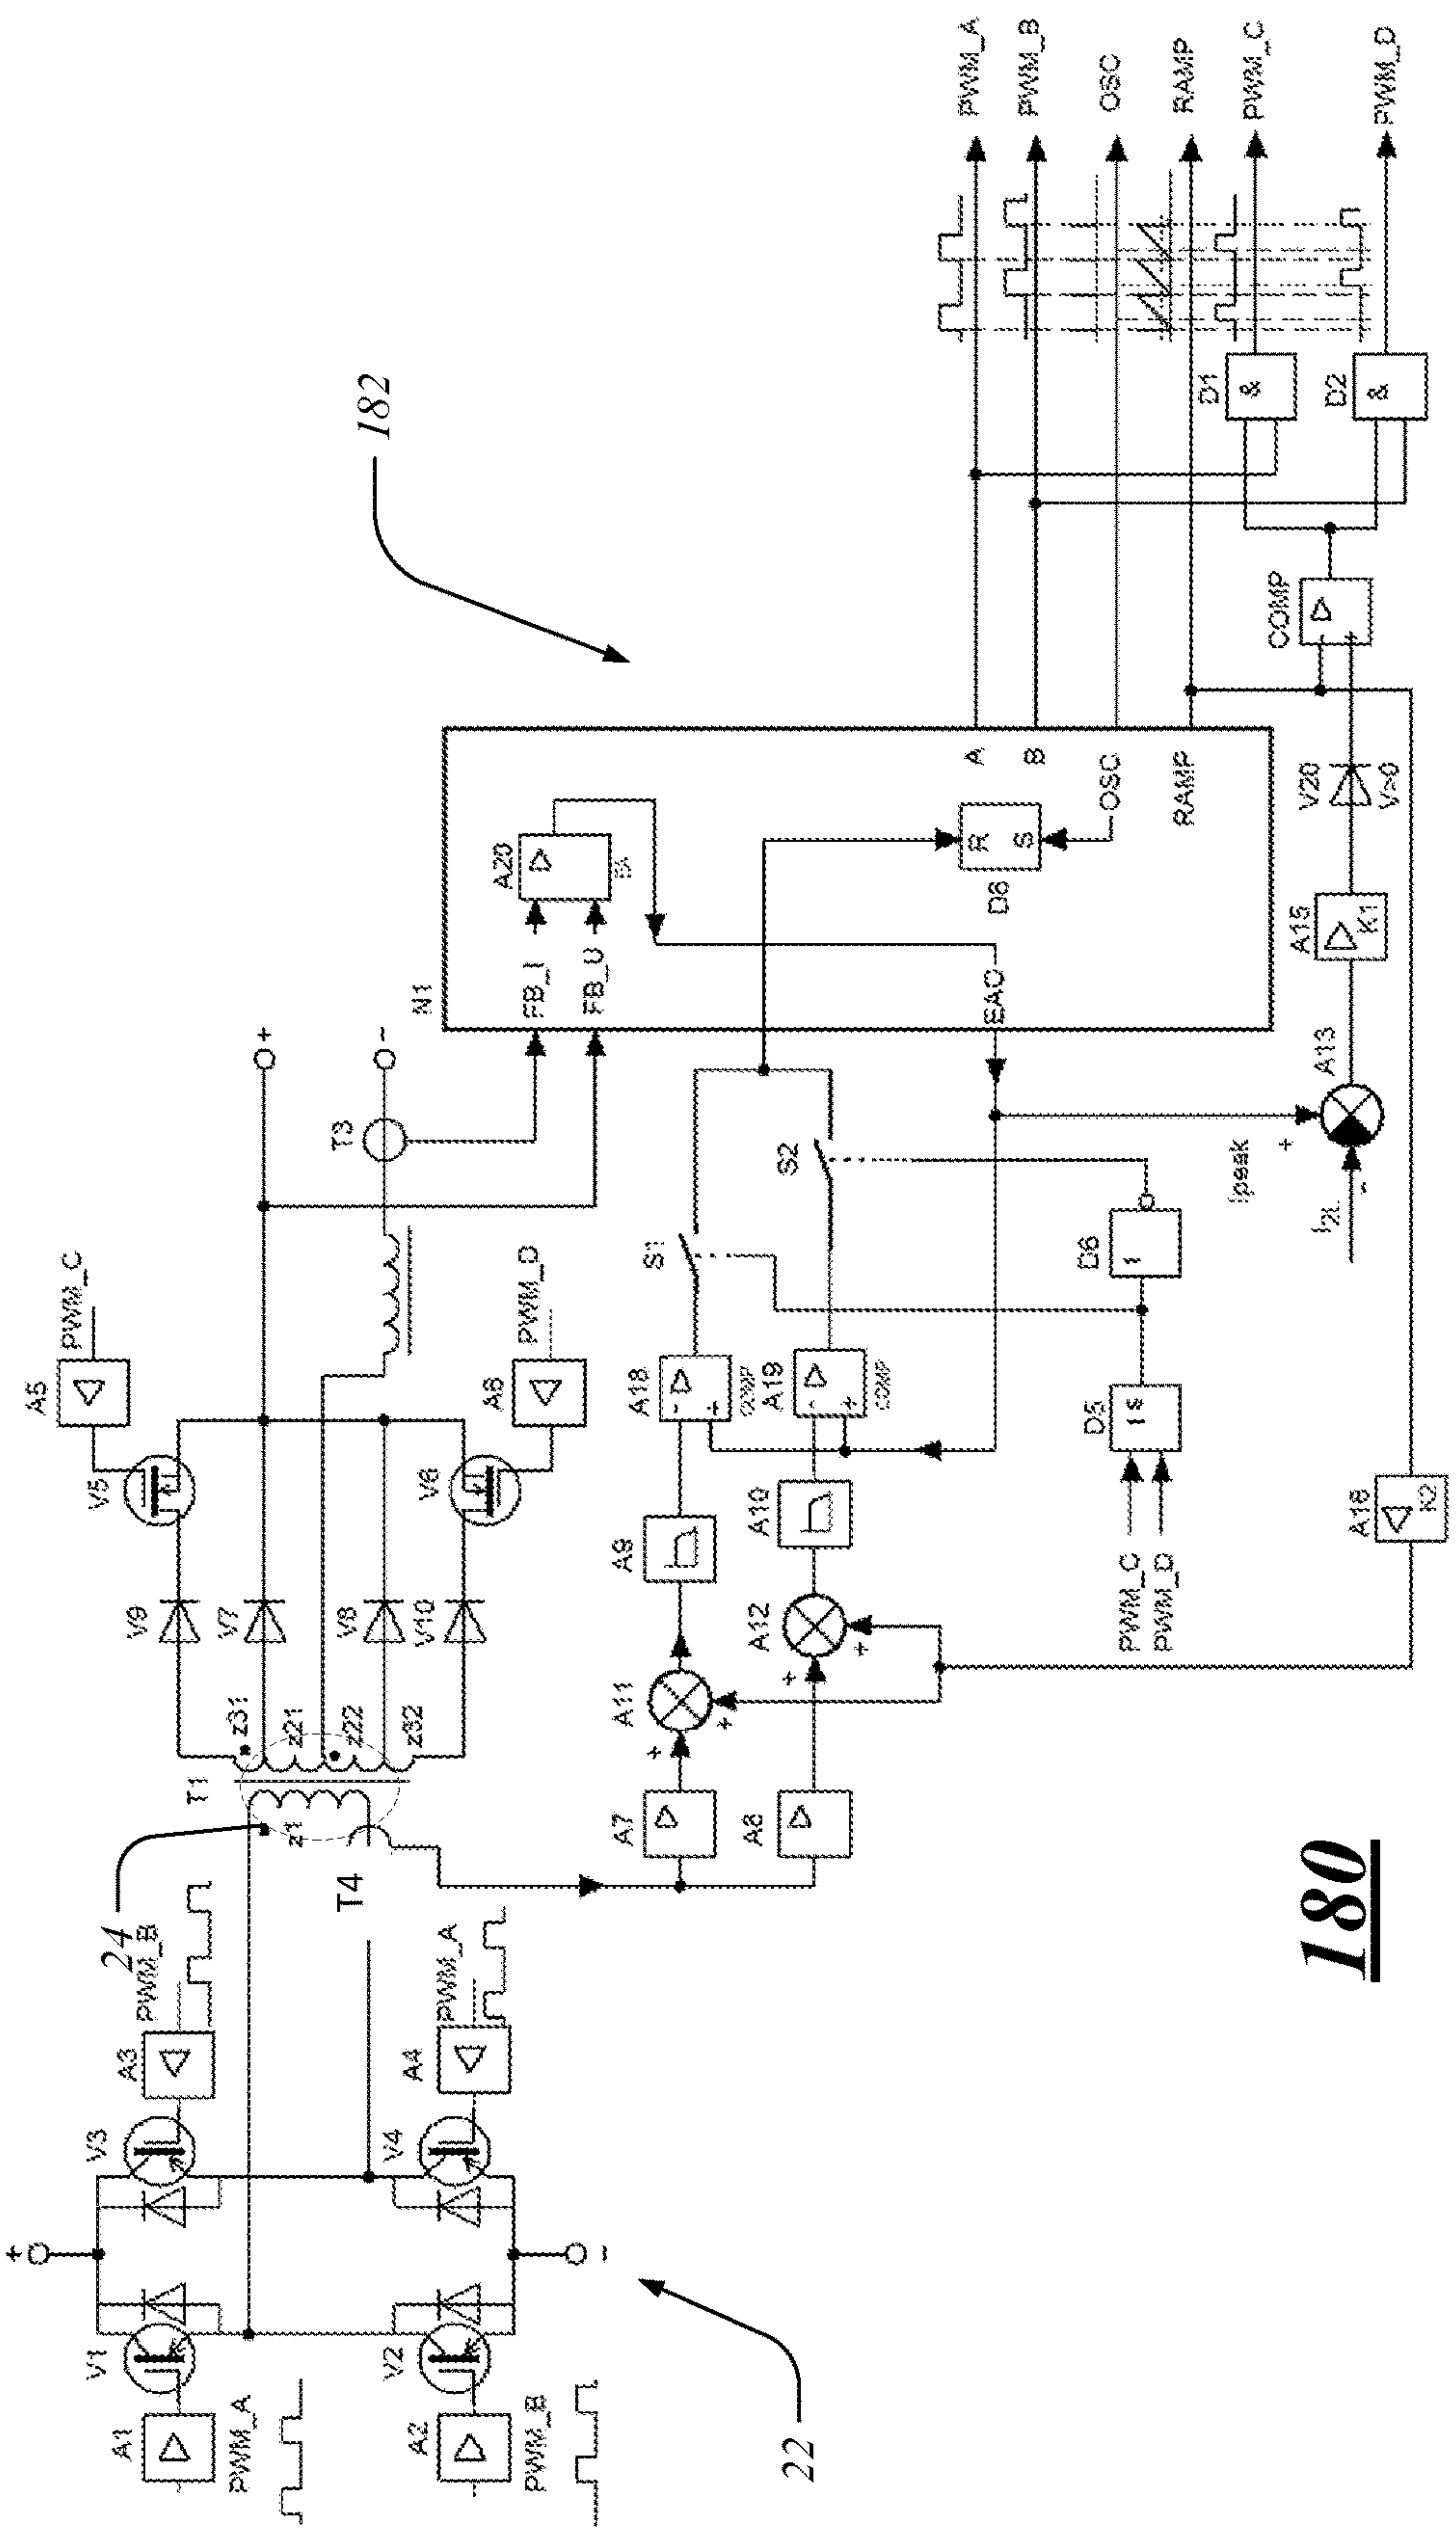 +
-
V1
V2
V3
V4
A1
PWM_A
A2
PWM_B
A3
PWM_B
A4
PWM_A
22
24
T1
z1
T4
z31
z21
z22
z32
V9
V7
V8
V10
V5
V6
A5
PWM_C
A6
PWM_D
T3
+
-
182
N1
FB_I
FB_U
A20
EAO
D8
R
S
OSC
A
B
OSC
RAMP
A7
A8
A11
+
+
A12
+
+
A9
A10
A18
-
+
COMP
A19
-
+
COMP
S1
S2
PWM_C
PWM_D
D5
D6
1
Ipeak
+
I2L
-
A13
A15
K1
V20
V>0
A16
K2
COMP
D1
&
D2
&
PWM_A
PWM_B
OSC
RAMP
PWM_C
PWM_D
180